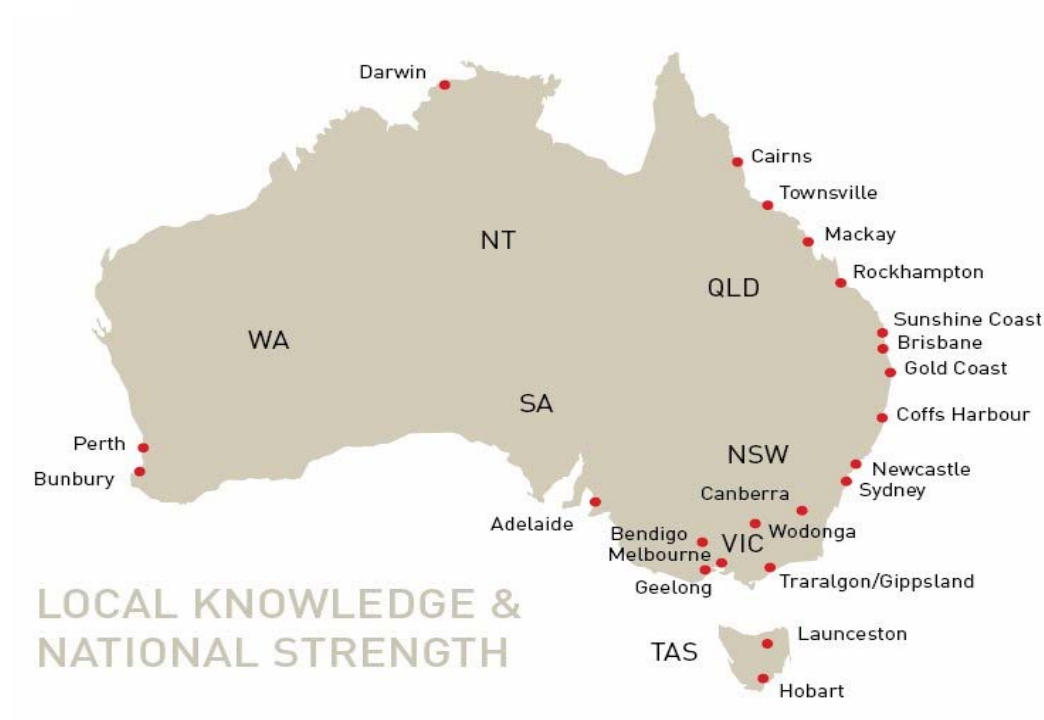 Darwin
Cairns
Townsville
Mackay
NT
Rockhampton
QLD
Sunshine Coast
WA
Brisbane
Gold Coast
SA
Coffs Harbour
Perth
NSW
Newcastle
Bunbury
Sydney
Canberra
Adelaide
Wodonga
Bendigo
VIC
Melbourne
Traralgon/Gippsland
Geelong
LOCAL KNOWLEDGE &
NATIONAL STRENGTH
Launceston
TAS
Hobart